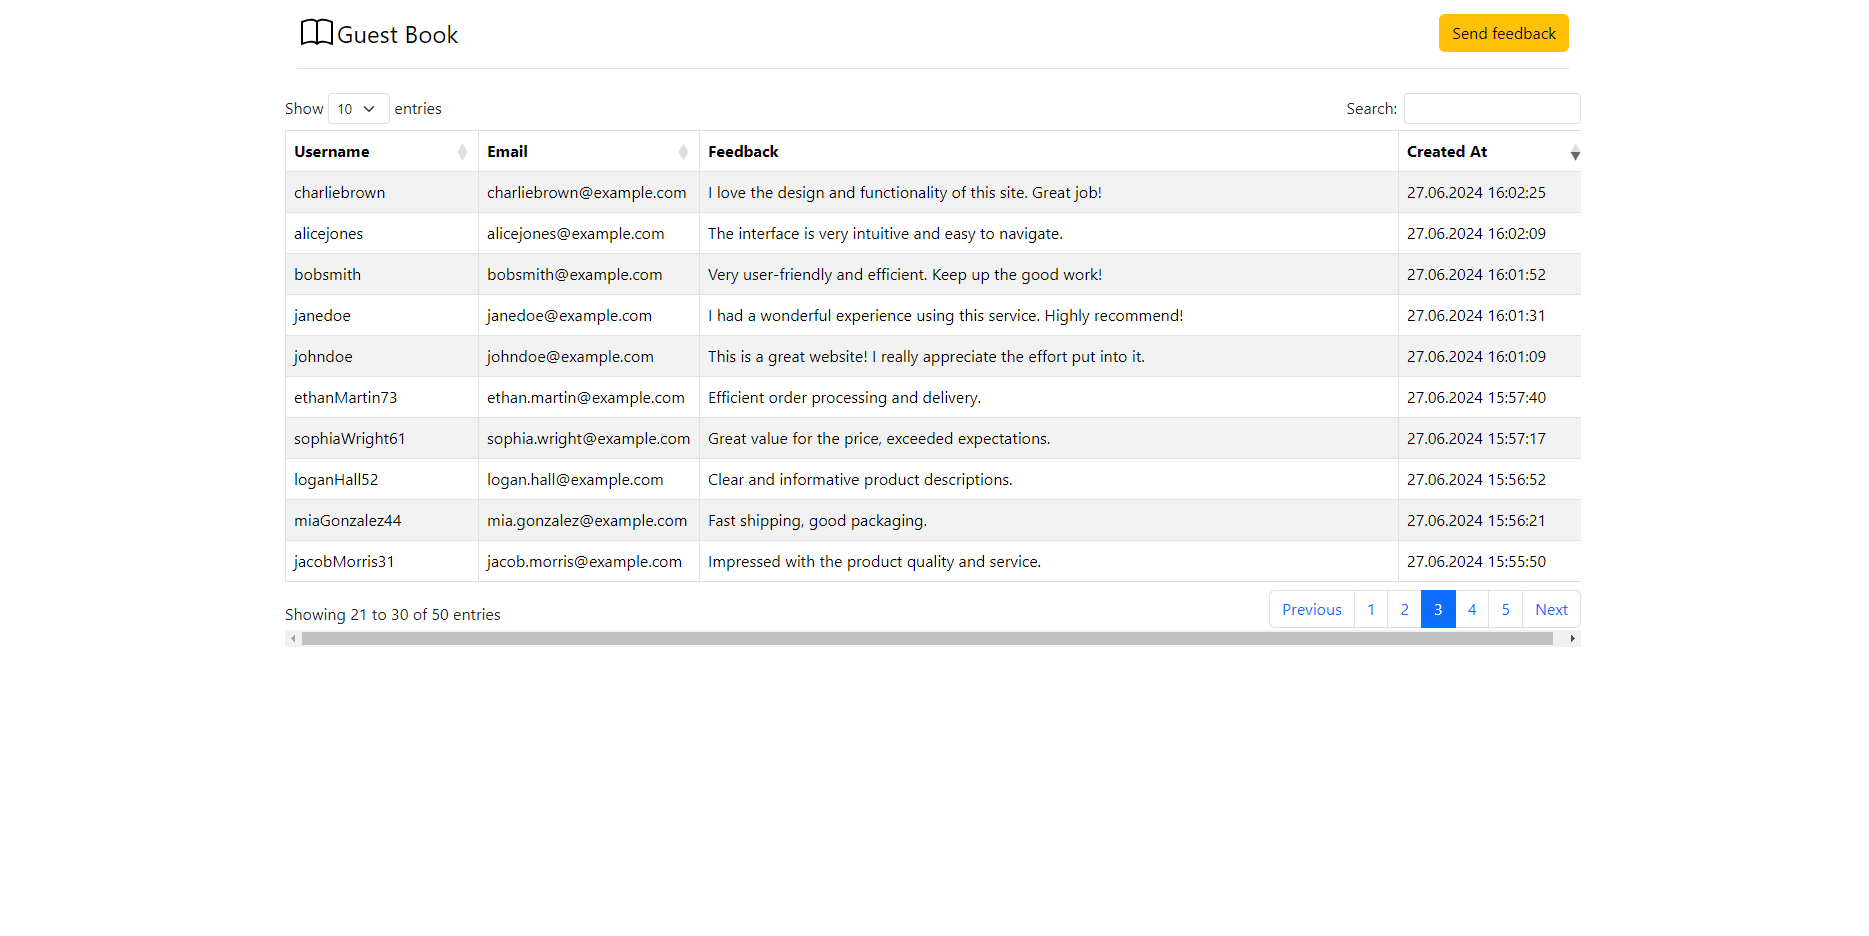 Guest Book
Send feedback
Show 10 entries
Search:
Username Email Feedback Created At
charliebrown charliebrown@example.com I love the design and functionality of this site. Great job! 27.06.2024 16:02:25
alicejones alicejones@example.com The interface is very intuitive and easy to navigate. 27.06.2024 16:02:09
bobsmith bobsmith@example.com Very user-friendly and efficient. Keep up the good work! 27.06.2024 16:01:52
janedoe janedoe@example.com I had a wonderful experience using this service. Highly recommend! 27.06.2024 16:01:31
johndoe johndoe@example.com This is a great website! I really appreciate the effort put into it. 27.06.2024 16:01:09
ethanMartin73 ethan.martin@example.com Efficient order processing and delivery. 27.06.2024 15:57:40
sophiaWright61 sophia.wright@example.com Great value for the price, exceeded expectations. 27.06.2024 15:57:17
loganHall52 logan.hall@example.com Clear and informative product descriptions. 27.06.2024 15:56:52
miaGonzalez44 mia.gonzalez@example.com Fast shipping, good packaging. 27.06.2024 15:56:21
jacobMorris31 jacob.morris@example.com Impressed with the product quality and service. 27.06.2024 15:55:50
Showing 21 to 30 of 50 entries
Previous 1 2 3 4 5 Next